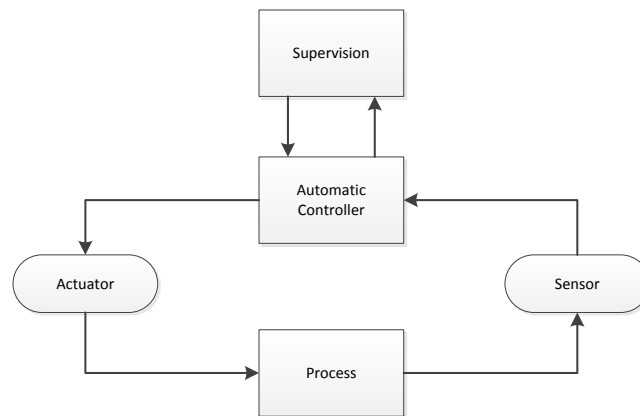 Supervision
Automatic
Controller
Actuator
Sensor
Process